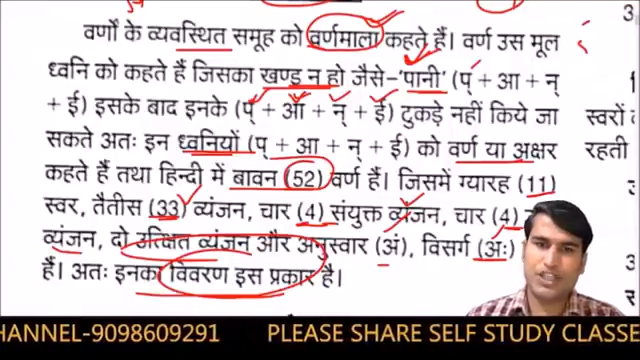 वर्णों के व्यवस्थित समूह को वर्णमाला कहते हैं। वर्ण उस मूल
ध्वनि को कहते हैं जिसका खण्ड न हो जैसे-'पानी' (प् + आ + न्
+ ई) इसके बाद इनके (प् + आ + न् + ई) टुकड़े नहीं किये जा
सकते अतः इन ध्वनियों (प् + आ + न् + ई) को वर्ण या अक्षर
कहते हैं तथा हिन्दी में बावन (52) वर्ण हैं। जिसमें ग्यारह (11)
स्वर, तैतीस (33) व्यंजन, चार (4) संयुक्त व्यंजन, चार (4)
व्यंजन, दो उत्क्षित व्यंजन और अनुस्वार (अं), विसर्ग (अः)
हैं। अतः इनका विवरण इस प्रकार है।
स्वरों
रहती
HANNEL-9098609291 PLEASE SHARE SELF STUDY CLASSE